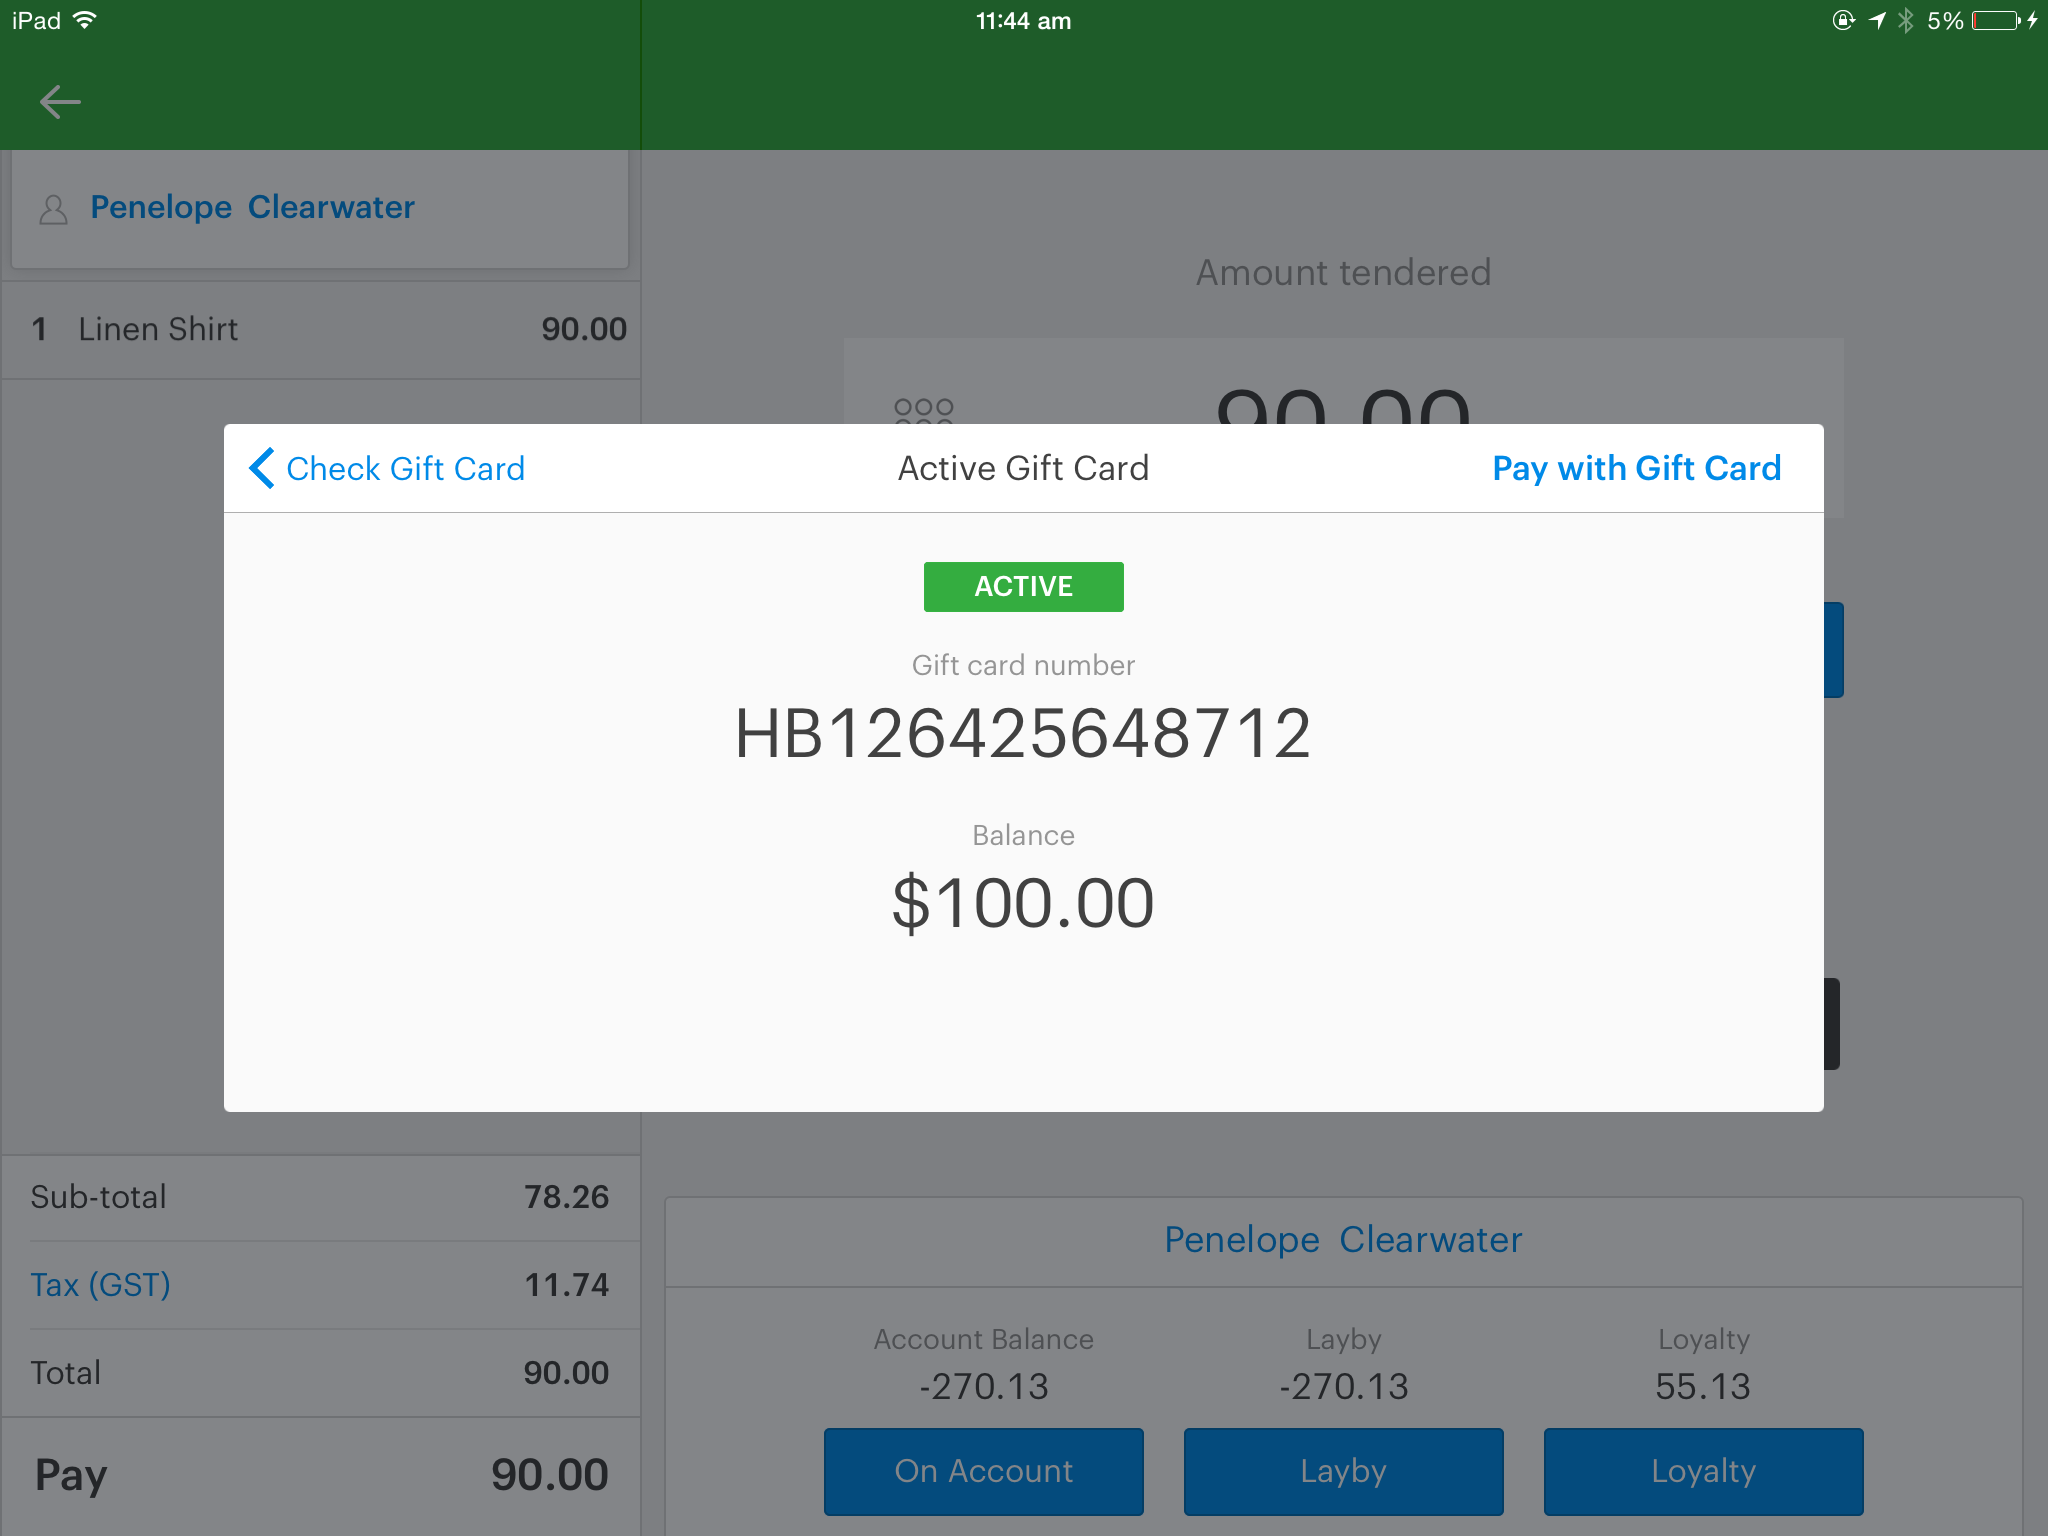 iPad 11:44 am 5%
Penelope Clearwater
1 Linen Shirt 90.00
Amount tendered
90.00
Check Gift Card Active Gift Card Pay with Gift Card
ACTIVE
Gift card number
HB126425648712
Balance
$100.00
Sub-total 78.26
Tax (GST) 11.74
Total 90.00
Pay 90.00
Penelope Clearwater
Account Balance Layby Loyalty
-270.13 -270.13 55.13
On Account Layby Loyalty